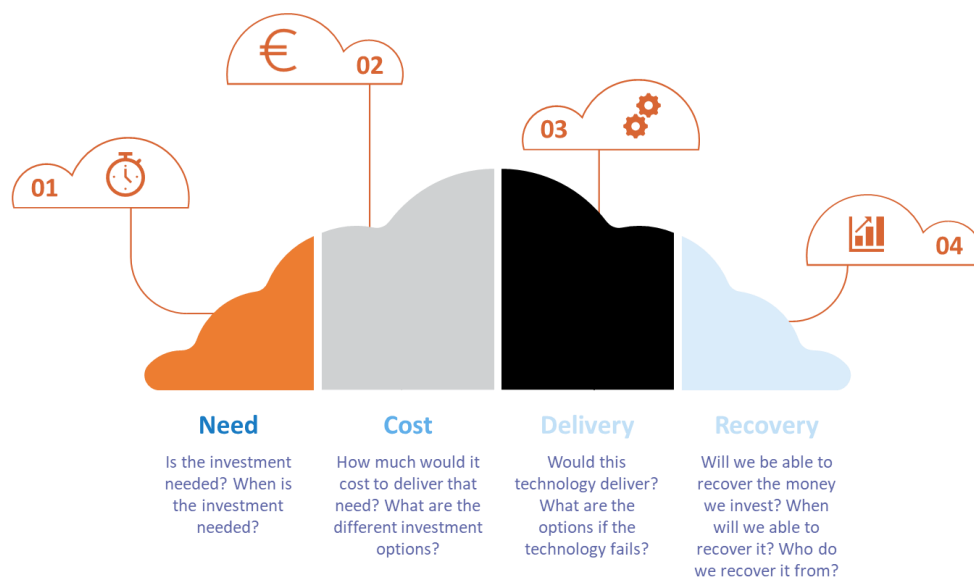 01
€
02
03
04
Need
Is the investment
needed? When is
the investment
needed?
Cost
How much would it
cost to deliver that
need? What are the
different investment
options?
Delivery
Would this
technology deliver?
What are the
options if the
technology fails?
Recovery
Will we be able to
recover the money
we invest? When
will we able to
recover it? Who do
we recover it from?